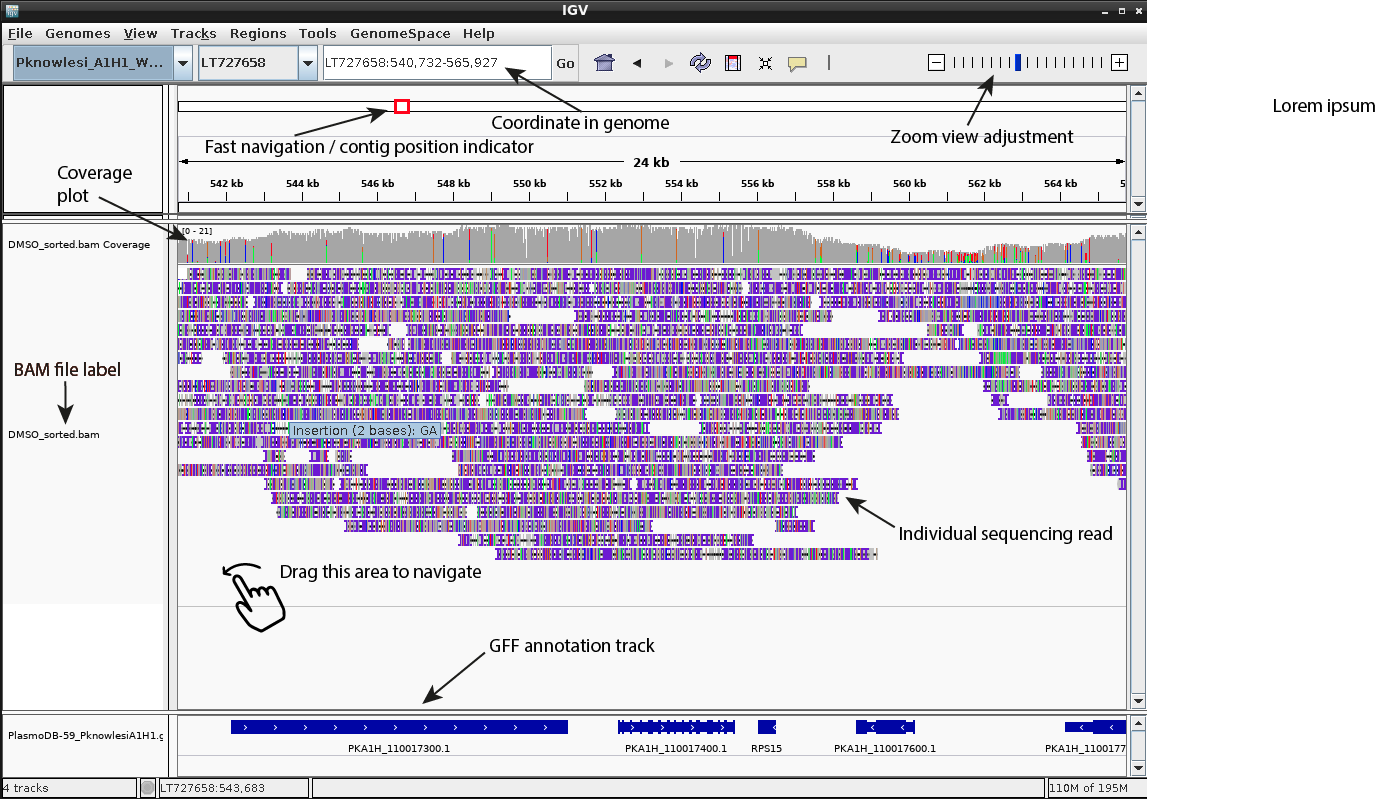 IGV
File Genomes View Tracks Regions Tools GenomeSpace Help
Pknowlesi_A1H1_W... LT727658 LT727658:540,732-565,927 Go
Lorem ipsum
Coordinate in genome
Zoom view adjustment
Fast navigation / contig position indicator
24 kb
Coverage
plot
542 kb 544 kb 546 kb 548 kb 550 kb 552 kb 554 kb 556 kb 558 kb 560 kb 562 kb 564 kb 5
[0 - 21]
DMSO_sorted.bam Coverage
BAM file label
DMSO_sorted.bam
Insertion (2 bases): GA
Individual sequencing read
Drag this area to navigate
GFF annotation track
PlasmoDB-59_PknowlesiA1H1.g
PKA1H_110017300.1 PKA1H_110017400.1 RPS15 PKA1H_110017600.1 PKA1H_1100177
4 tracks LT727658:543,683 110M of 195M